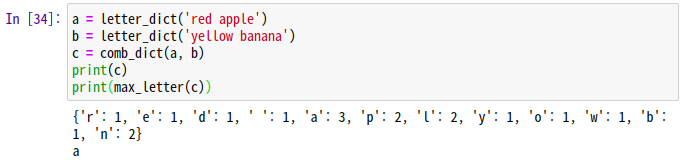 In [34]: a = letter_dict('red apple')
b = letter_dict('yellow banana')
c = comb_dict(a, b)
print(c)
print(max_letter(c))
{'r': 1, 'e': 1, 'd': 1, ' ': 1, 'a': 3, 'p': 2, 'l': 2, 'y': 1, 'o': 1, 'w': 1, 'b':
1, 'n': 2}
a